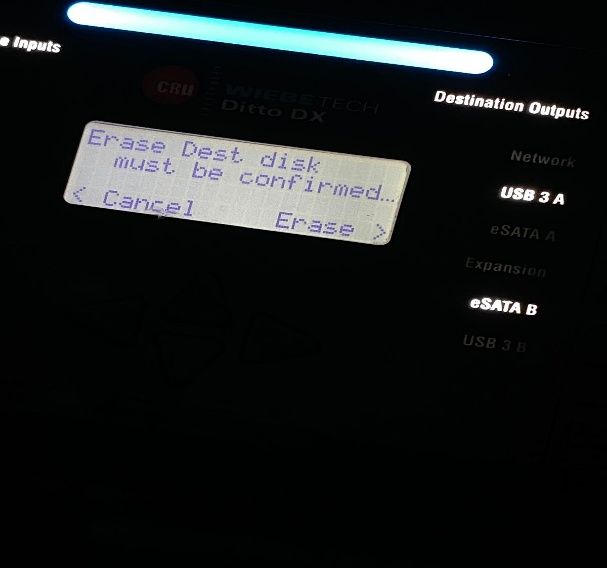 e Inputs
CRU WIEBETECH
Ditto DX
Destination Outputs
Erase Dest disk
must be confirmed...
< Cancel Erase >
Network
USB 3 A
eSATA A
Expansion
eSATA B
USB 3 B